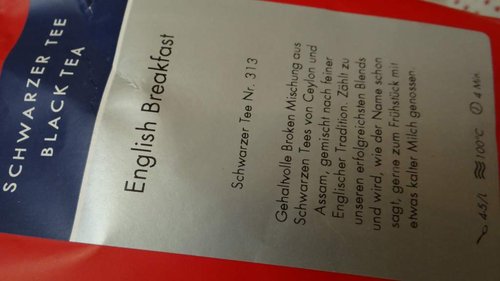 SCHWARZER TEE
BLACK TEA
English Breakfast
Schwarzer Tee Nr. 313
Gehaltvolle Broken Mischung aus
Schwarzen Tees von Ceylon und
Assam, gemischt nach feiner
Englischer Tradition. Zählt zu
unseren erfolgreichsten Blends
und wird, wie der Name schon
sagt, gerne zum Frühstück mit
etwas kalter Milch genossen.
4,5/L 100°C 4 Min.